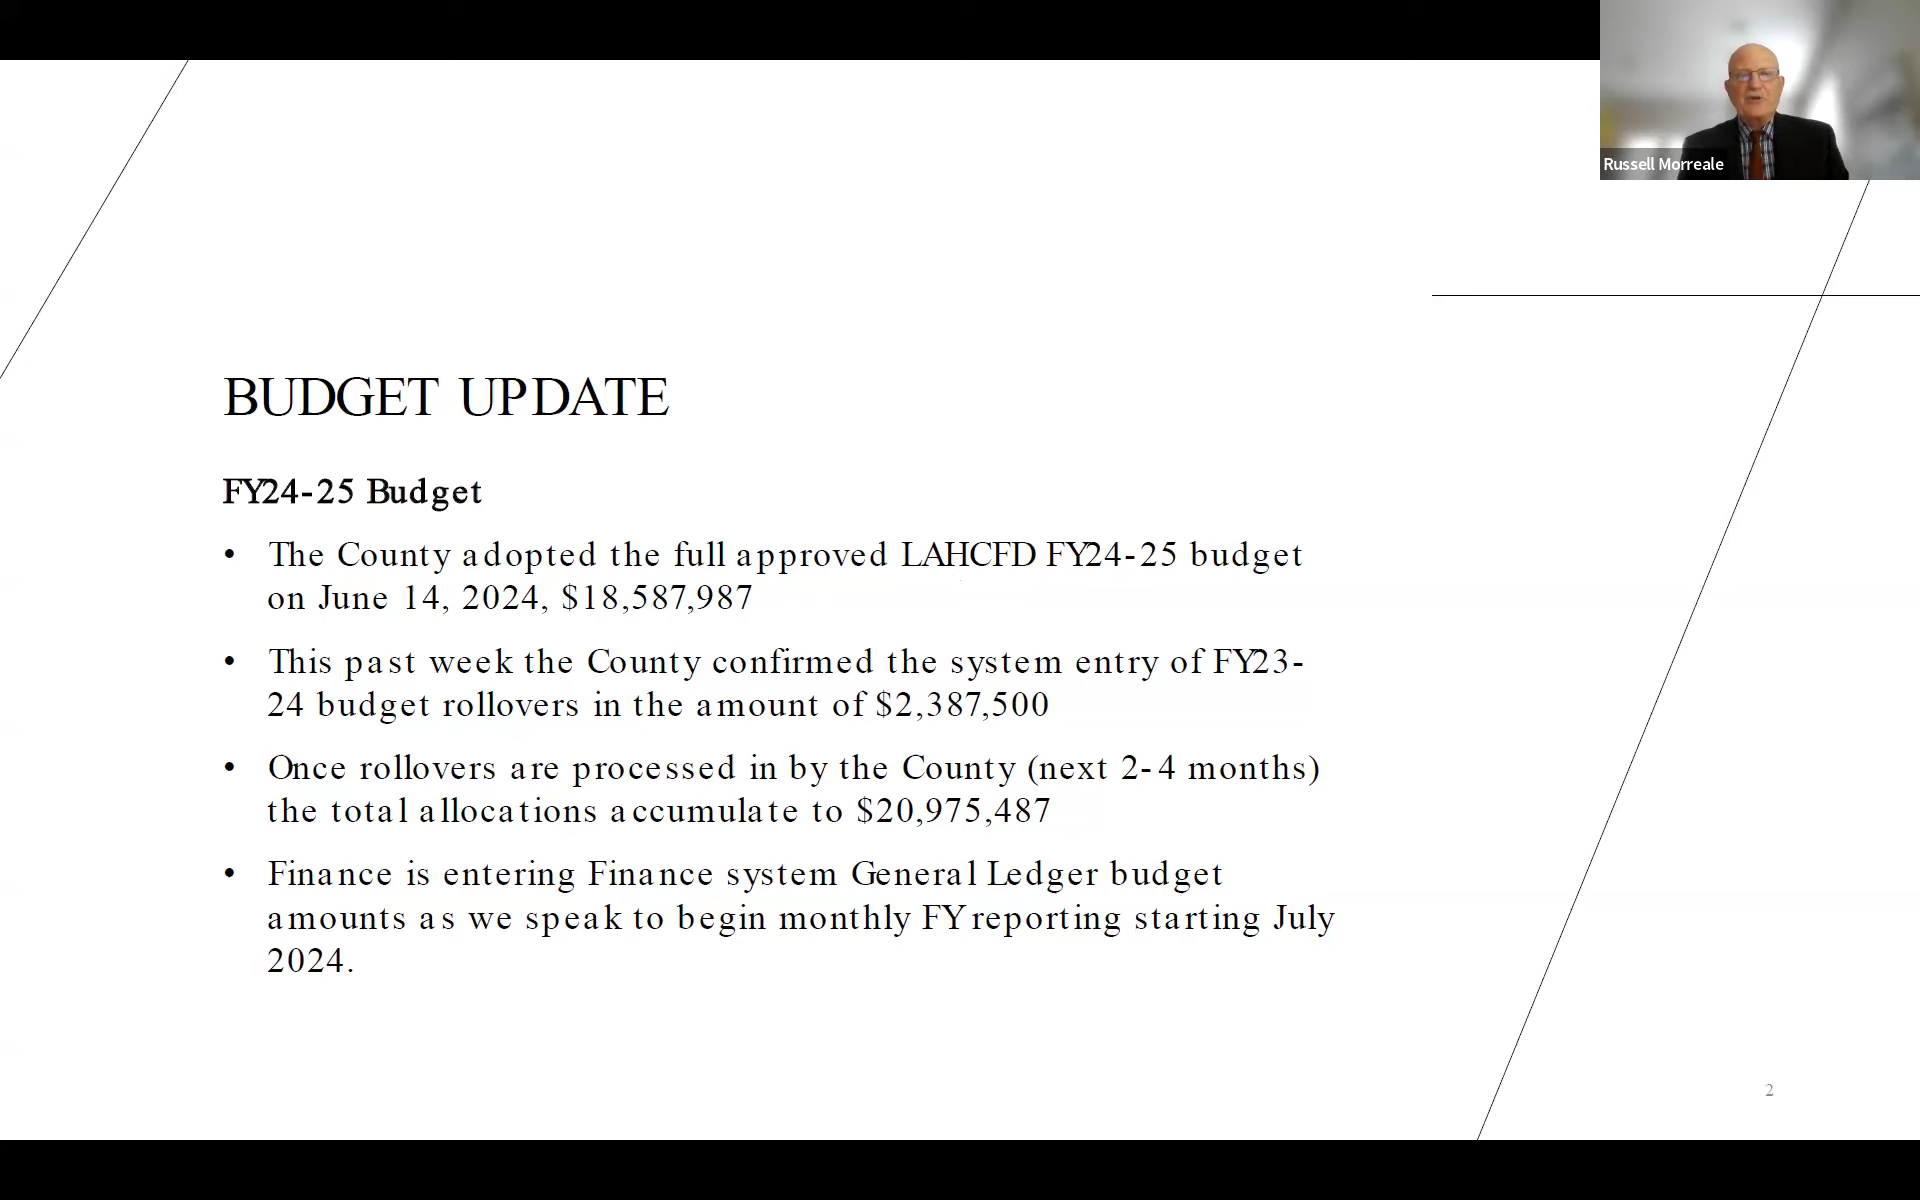 Russell Morreale
BUDGET UPDATE
FY24-25 Budget
• The County adopted the full approved LAHCFD FY24-25 budget
on June 14, 2024, $18,587,987
• This past week the County confirmed the system entry of FY23-
24 budget rollovers in the amount of $2,387,500
• Once rollovers are processed in by the County (next 2-4 months)
the total allocations accumulate to $20,975,487
• Finance is entering Finance system General Ledger budget
amounts as we speak to begin monthly FY reporting starting July
2024.
2